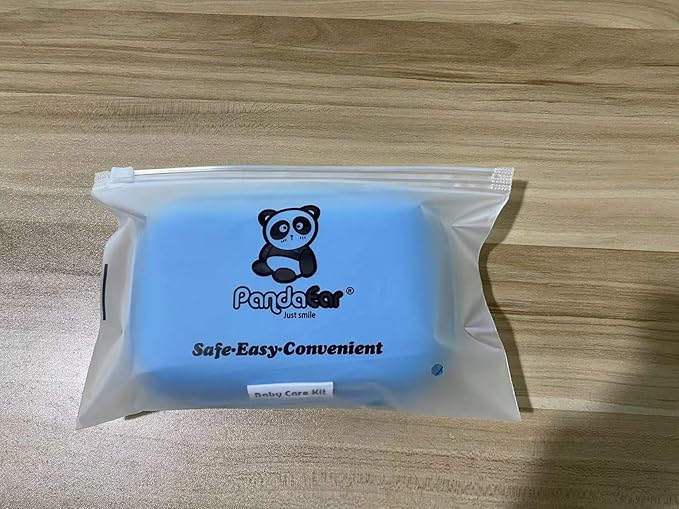 PandaEar®
Just smile
Safe·Easy·Convenient
Baby Care Kit